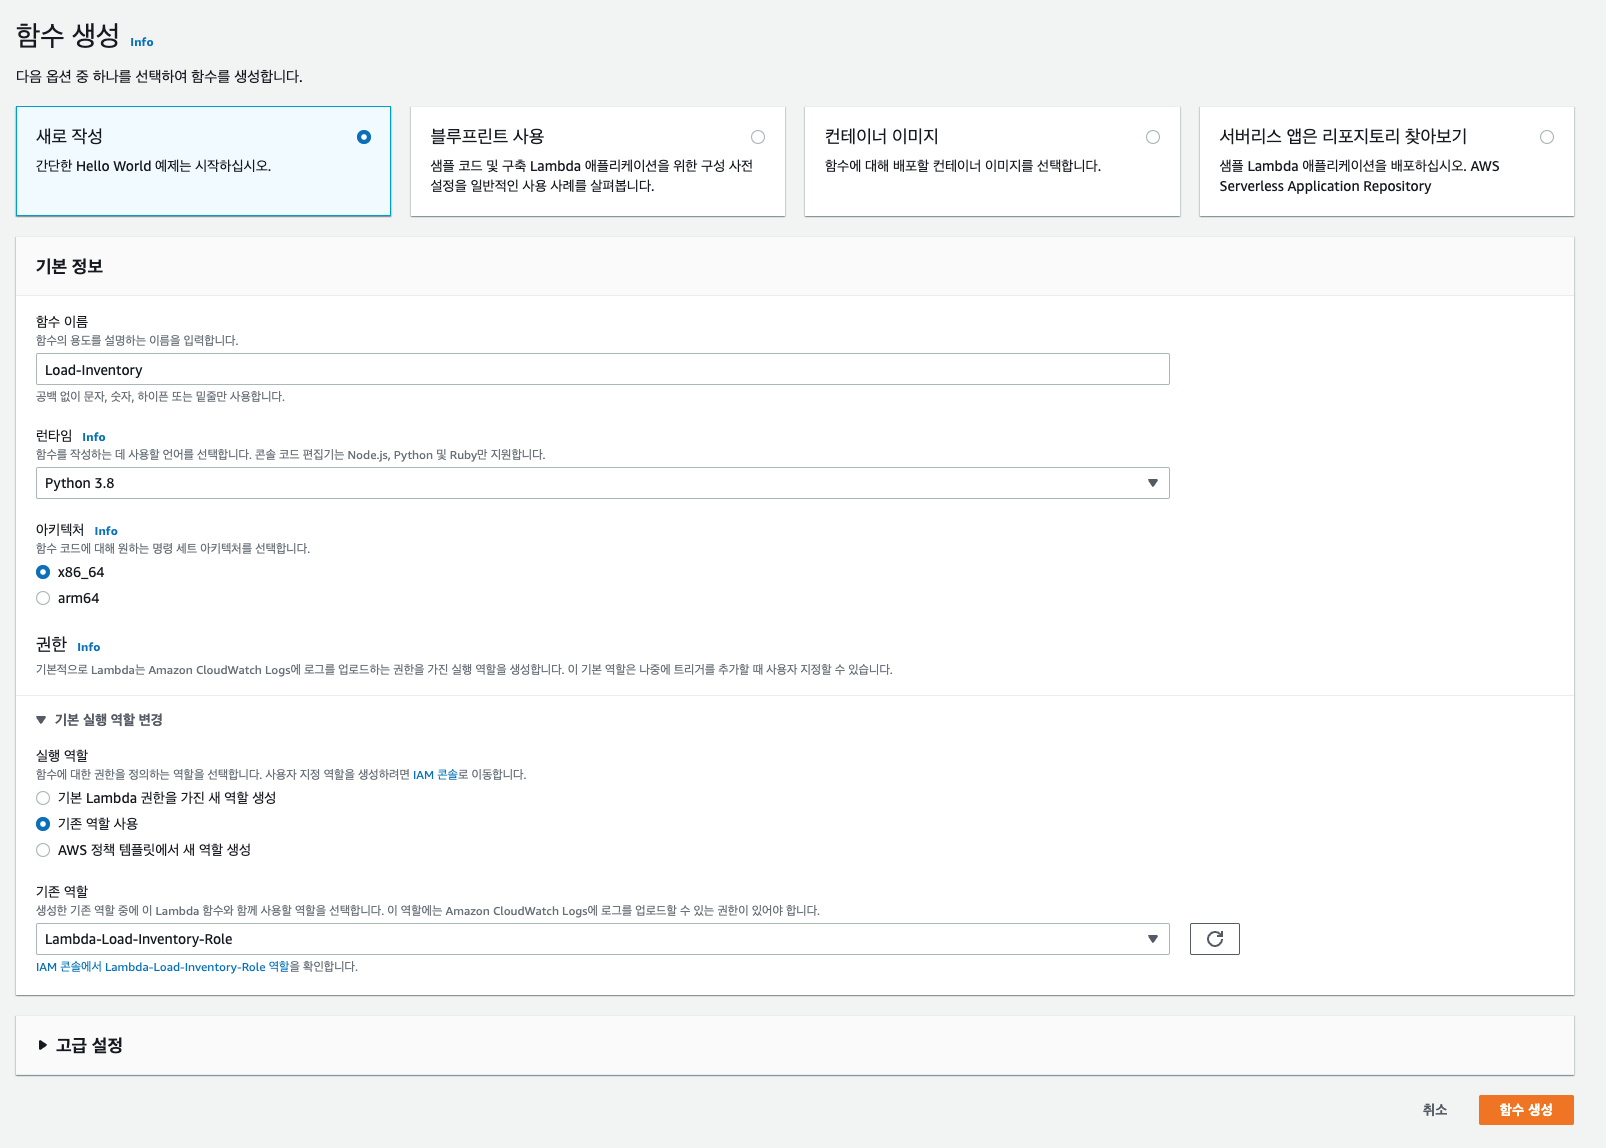 함수 생성 Info
다음 옵션 중 하나를 선택하여 함수를 생성합니다.
새로 작성
간단한 Hello World 예제는 시작하십시오.
블루프린트 사용
샘플 코드 및 구축 Lambda 애플리케이션을 위한 구성 사전
설정을 일반적인 사용 사례를 살펴봅니다.
컨테이너 이미지
함수에 대해 배포할 컨테이너 이미지를 선택합니다.
서버리스 앱은 리포지토리 찾아보기
샘플 Lambda 애플리케이션을 배포하십시오. AWS
Serverless Application Repository
기본 정보
함수 이름
함수의 용도를 설명하는 이름을 입력합니다.
Load-Inventory
공백 없이 문자, 숫자, 하이픈 또는 밑줄만 사용합니다.
런타임 Info
함수를 작성하는 데 사용할 언어를 선택합니다. 콘솔 코드 편집기는 Node.js, Python 및 Ruby만 지원합니다.
Python 3.8
아키텍처 Info
함수 코드에 대해 원하는 명령 세트 아키텍처를 선택합니다.
x86_64
arm64
권한 Info
기본적으로 Lambda는 Amazon CloudWatch Logs에 로그를 업로드하는 권한을 가진 실행 역할을 생성합니다. 이 기본 역할은 나중에 트리거를 추가할 때 사용자 지정할 수 있습니다.
기본 실행 역할 변경
실행 역할
함수에 대한 권한을 정의하는 역할을 선택합니다. 사용자 지정 역할을 생성하려면 IAM 콘솔로 이동합니다.
기본 Lambda 권한을 가진 새 역할 생성
기존 역할 사용
AWS 정책 템플릿에서 새 역할 생성
기존 역할
생성한 기존 역할 중에 이 Lambda 함수와 함께 사용할 역할을 선택합니다. 이 역할에는 Amazon CloudWatch Logs에 로그를 업로드할 수 있는 권한이 있어야 합니다.
Lambda-Load-Inventory-Role
IAM 콘솔에서 Lambda-Load-Inventory-Role 역할을 확인합니다.
고급 설정
취소
함수 생성